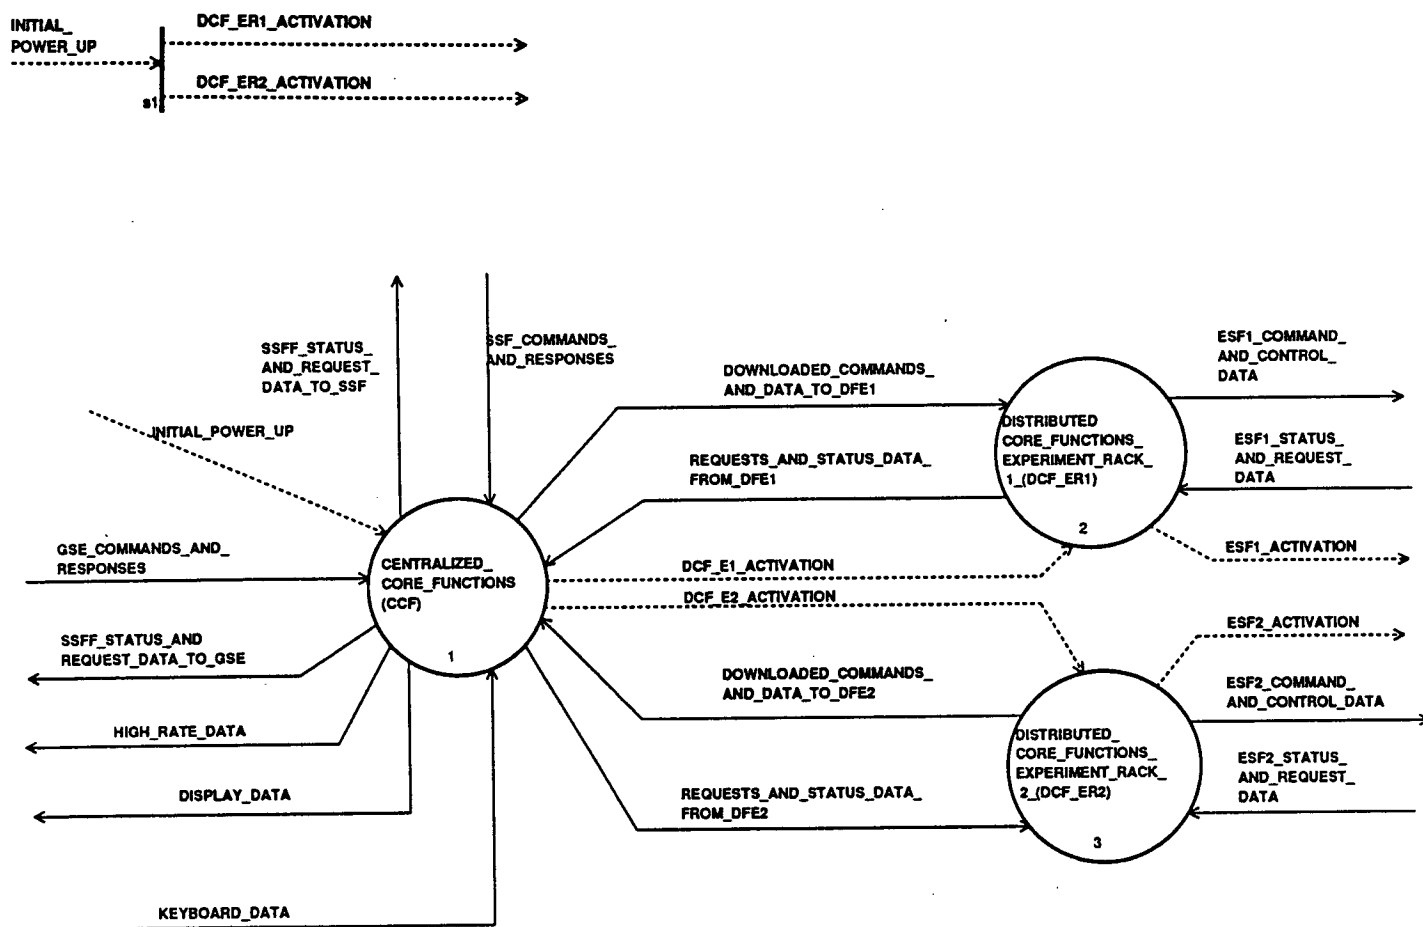 INITIAL_
POWER_UP
DCF_ER1_ACTIVATION
DCF_ER2_ACTIVATION
s1
SSFF_STATUS_
AND_REQUEST_
DATA_TO_SSF
SSF_COMMANDS_
AND_RESPONSES
INITIAL_POWER_UP
GSE_COMMANDS_AND_
RESPONSES
CENTRALIZED_
CORE_FUNCTIONS
(CCF)
1
SSFF_STATUS_AND
REQUEST_DATA_TO_GSE
HIGH_RATE_DATA
DISPLAY_DATA
KEYBOARD_DATA
DOWNLOADED_COMMANDS_
AND_DATA_TO_DFE1
REQUESTS_AND_STATUS_DATA_
FROM_DFE1
DCF_E1_ACTIVATION
DCF_E2_ACTIVATION
DOWNLOADED_COMMANDS_
AND_DATA_TO_DFE2
REQUESTS_AND_STATUS_DATA_
FROM_DFE2
DISTRIBUTED
CORE_FUNCTIONS_
EXPERIMENT_RACK_
1_(DCF_ER1)
2
ESF1_COMMAND_
AND_CONTROL_
DATA
ESF1_STATUS_
AND_REQUEST_
DATA
ESF1_ACTIVATION
ESF2_ACTIVATION
DISTRIBUTED_
CORE_FUNCTIONS_
EXPERIMENT_RACK_
2_(DCF_ER2)
3
ESF2_COMMAND_
AND_CONTROL_DATA
ESF2_STATUS_
AND_REQUEST_
DATA